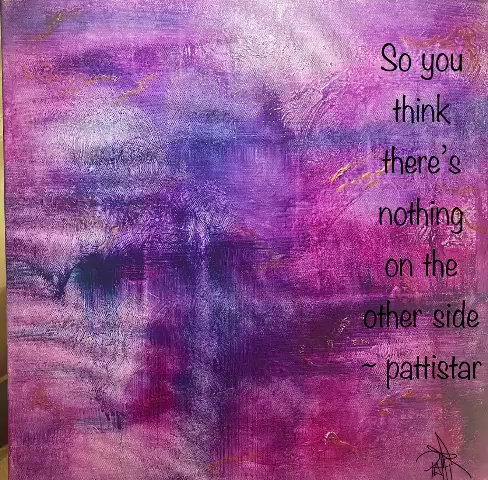 So you
think
there's
nothing
on the
other side
~ pattistar